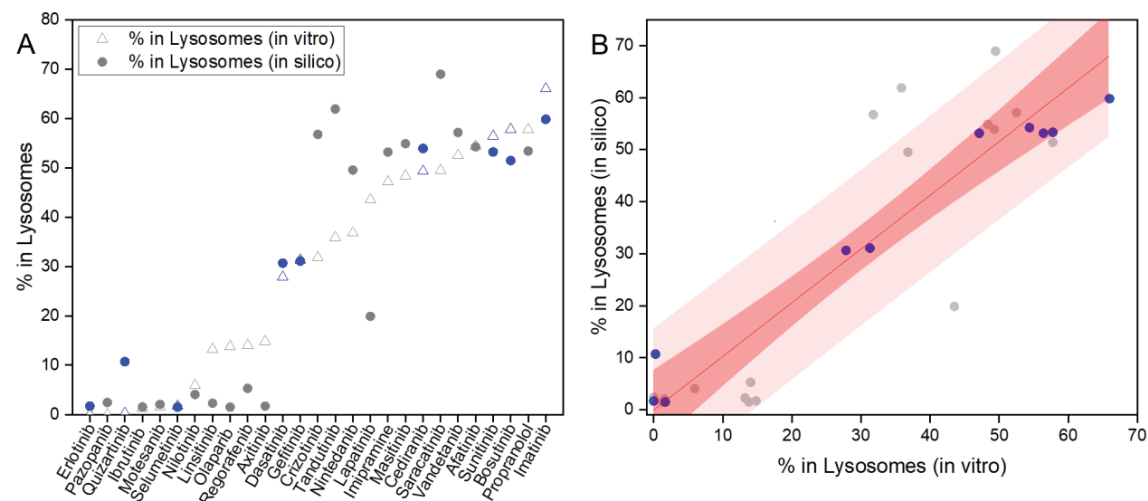 A
% in Lysosomes
80
70
60
50
40
30
20
10
0
% in Lysosomes (in vitro)
% in Lysosomes (in silico)
Erlotinib
Pazopanib
Quizartinib
Ibrutinib
Motesanib
Selumetinib
Nilotinib
Linsitinib
Olaparib
Regorafenib
Axitinib
Dasatinib
Gefitinib
Crizotinib
Tandutinib
Nintedanib
Lapatinib
Imipramine
Masitinib
Cediranib
Saracatinib
Vandetanib
Afatinib
Sunitinib
Bosutinib
Propranolol
Imatinib
B
% in Lysosomes (in silico)
70
60
50
40
30
20
10
0
0 10 20 30 40 50 60 70
% in Lysosomes (in vitro)